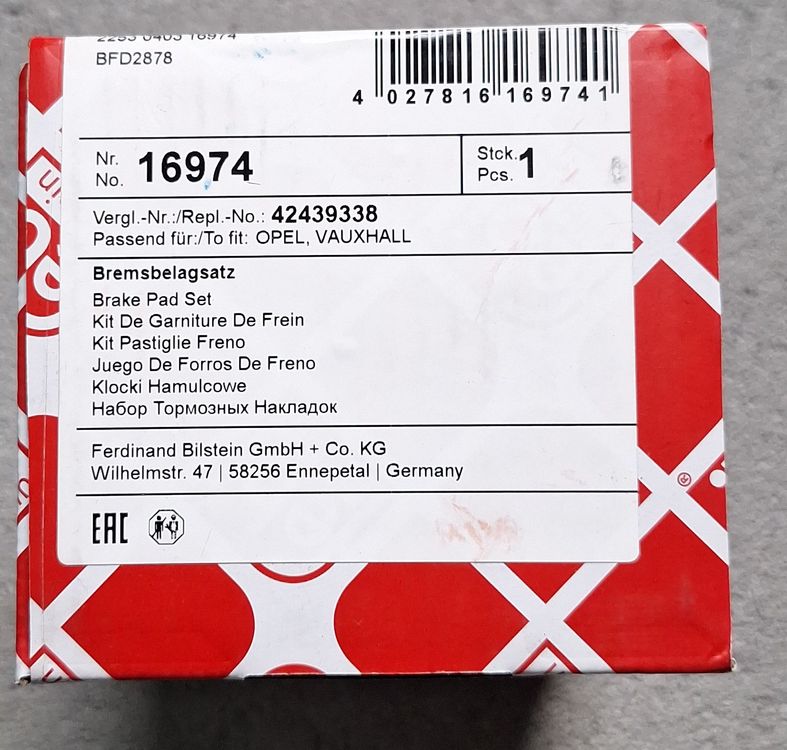 BFD2878
4 027816 169741
Nr.
No. 16974
Stck.
Pcs. 1
Vergl.-Nr.:/Repl.-No.: 42439338
Passend für:/To fit: OPEL, VAUXHALL
Bremsbelagsatz
Brake Pad Set
Kit De Garniture De Frein
Kit Pastiglie Freno
Juego De Forros De Freno
Klocki Hamulcowe
Набор Тормозных Накладок
Ferdinand Bilstein GmbH + Co. KG
Wilhelmstr. 47 | 58256 Ennepetal | Germany
EAC
®